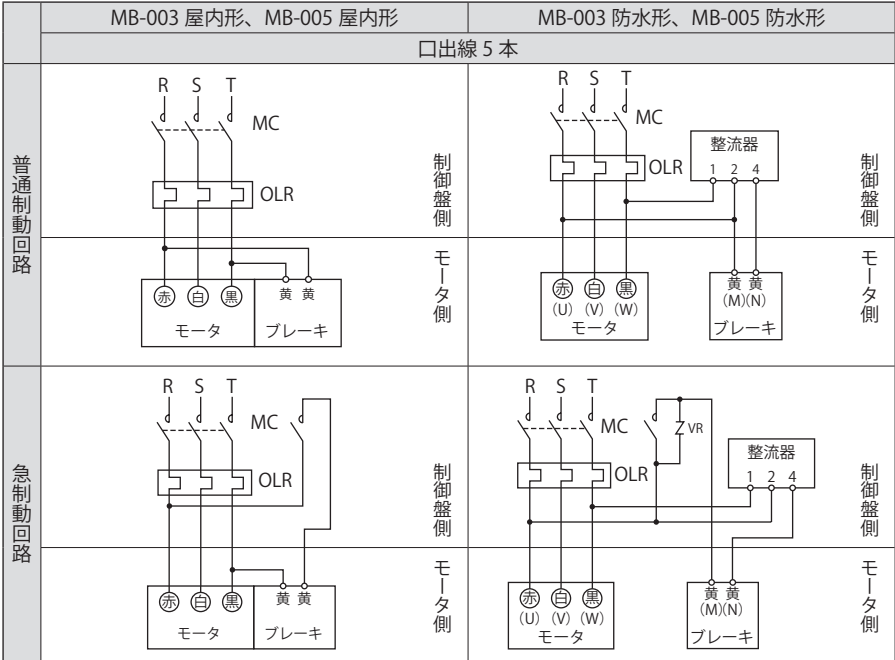 MB-003 屋内形、MB-005 屋内形
MB-003 防水形、MB-005 防水形
口出線 5 本
普通制動回路
R S T
MC
OLR
制御盤側
モータ側
赤 白 黒
黄 黄
モータ
ブレーキ
R S T
MC
OLR
整流器
1 2 4
制御盤側
モータ側
赤 白 黒
(U) (V) (W)
モータ
黄 黄
(M)(N)
ブレーキ
急制動回路
R S T
MC
OLR
制御盤側
モータ側
赤 白 黒
黄 黄
モータ
ブレーキ
R S T
MC
VR
OLR
整流器
1 2 4
制御盤側
モータ側
赤 白 黒
(U) (V) (W)
モータ
黄 黄
(M)(N)
ブレーキ